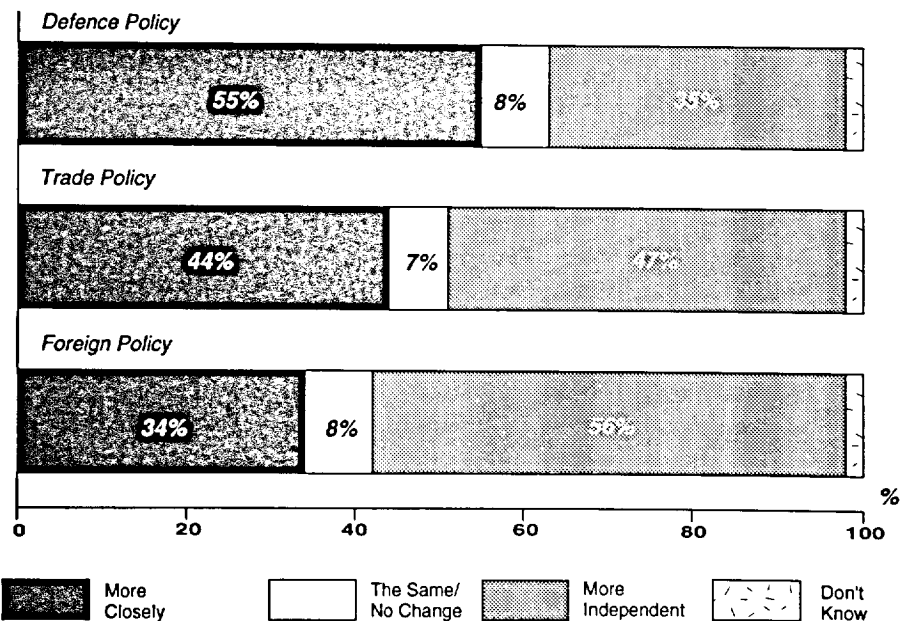 Defence Policy
55% 8% 35%
Trade Policy
44% 7% 47%
Foreign Policy
34% 8% 56%
%
0 20 40 60 80 100
More Closely
The Same/ No Change
More Independent
Don't Know